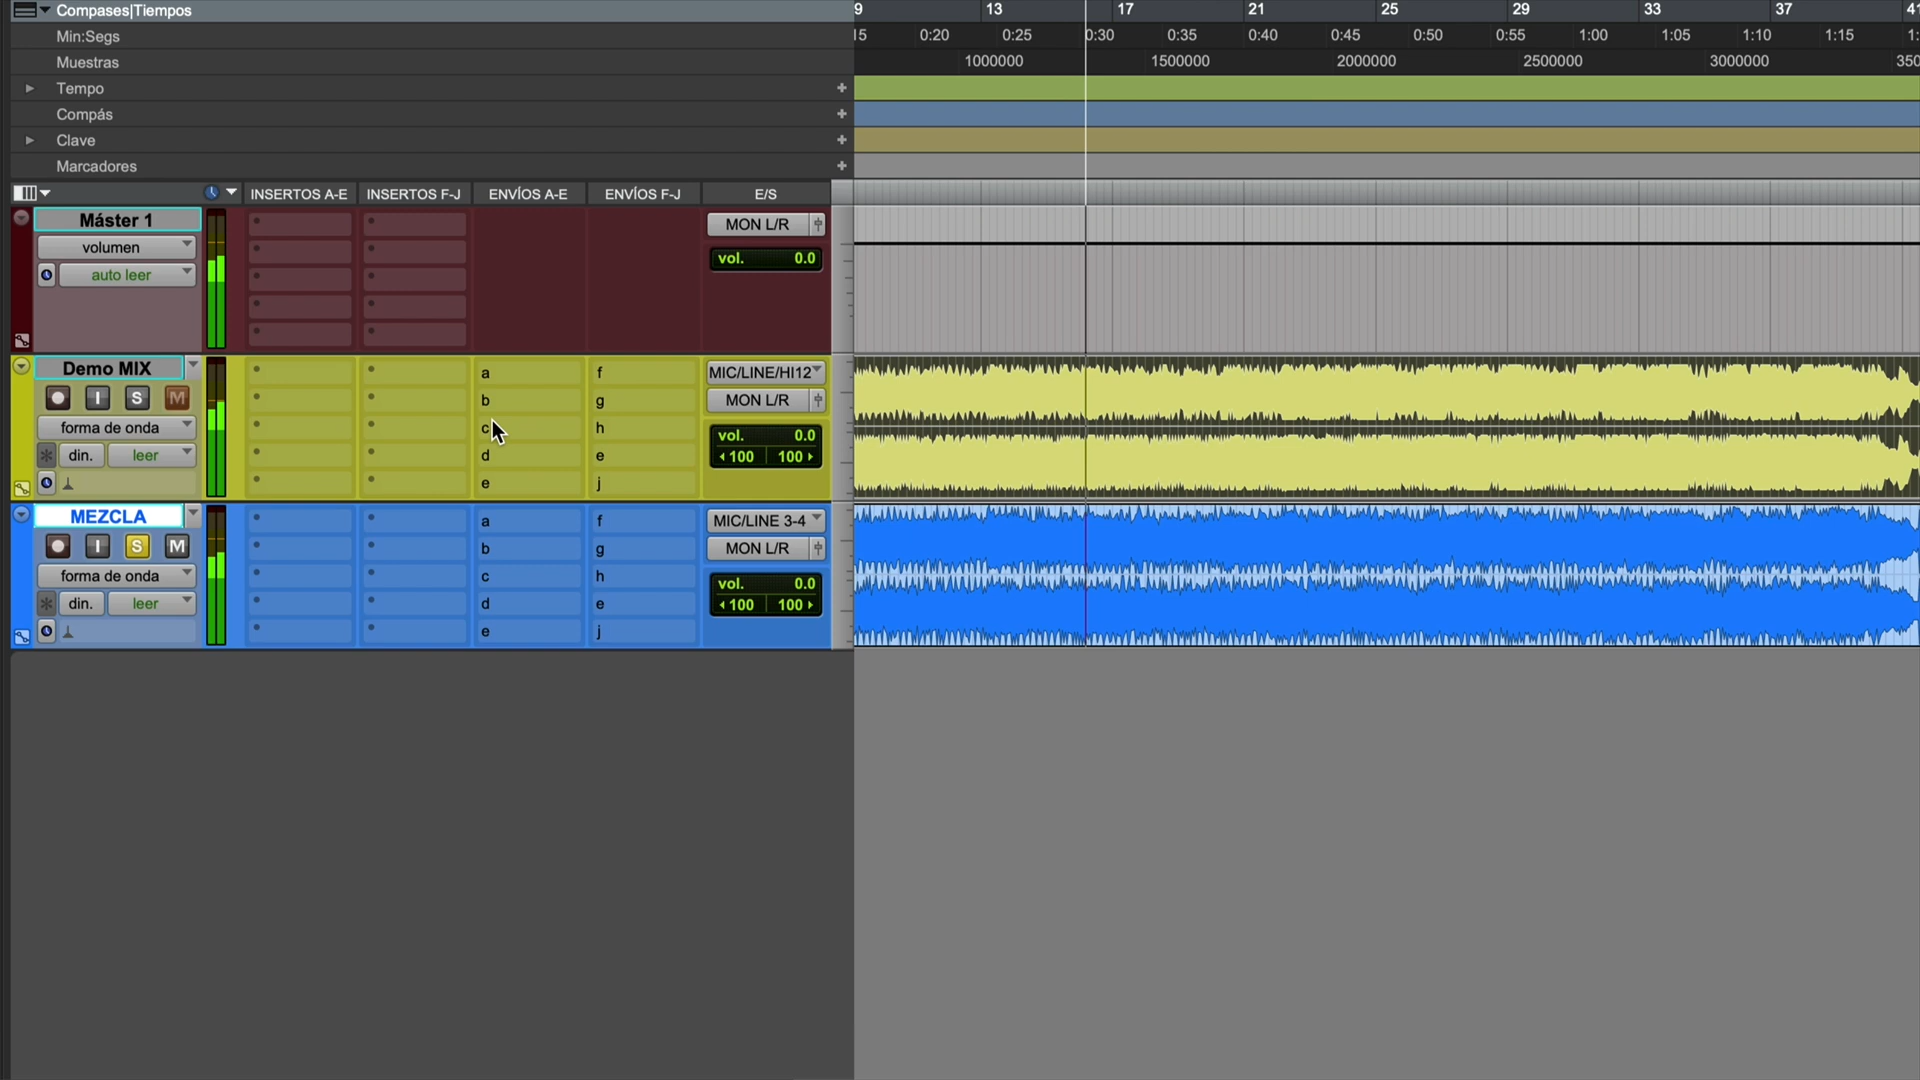 Compases|Tiempos 9 13 17 21 25 29 33 37 41
Min:Segs 15 0:20 0:25 0:30 0:35 0:40 0:45 0:50 0:55 1:00 1:05 1:10 1:15 1:
Muestras 1000000 1500000 2000000 2500000 3000000 350
Tempo +
Compás +
Clave +
Marcadores +
INSERTOS A-E INSERTOS F-J ENVÍOS A-E ENVÍOS F-J E/S
Máster 1 MON L/R
volumen vol. 0.0
auto leer
Demo MIX a f MIC/LINE/HI12
I S M b g MON L/R
forma de onda c h vol. 0.0
din. leer d e 100 100
e j
MEZCLA a f MIC/LINE 3-4
I S M b g MON L/R
forma de onda c h vol. 0.0
din. leer d e 100 100
e j